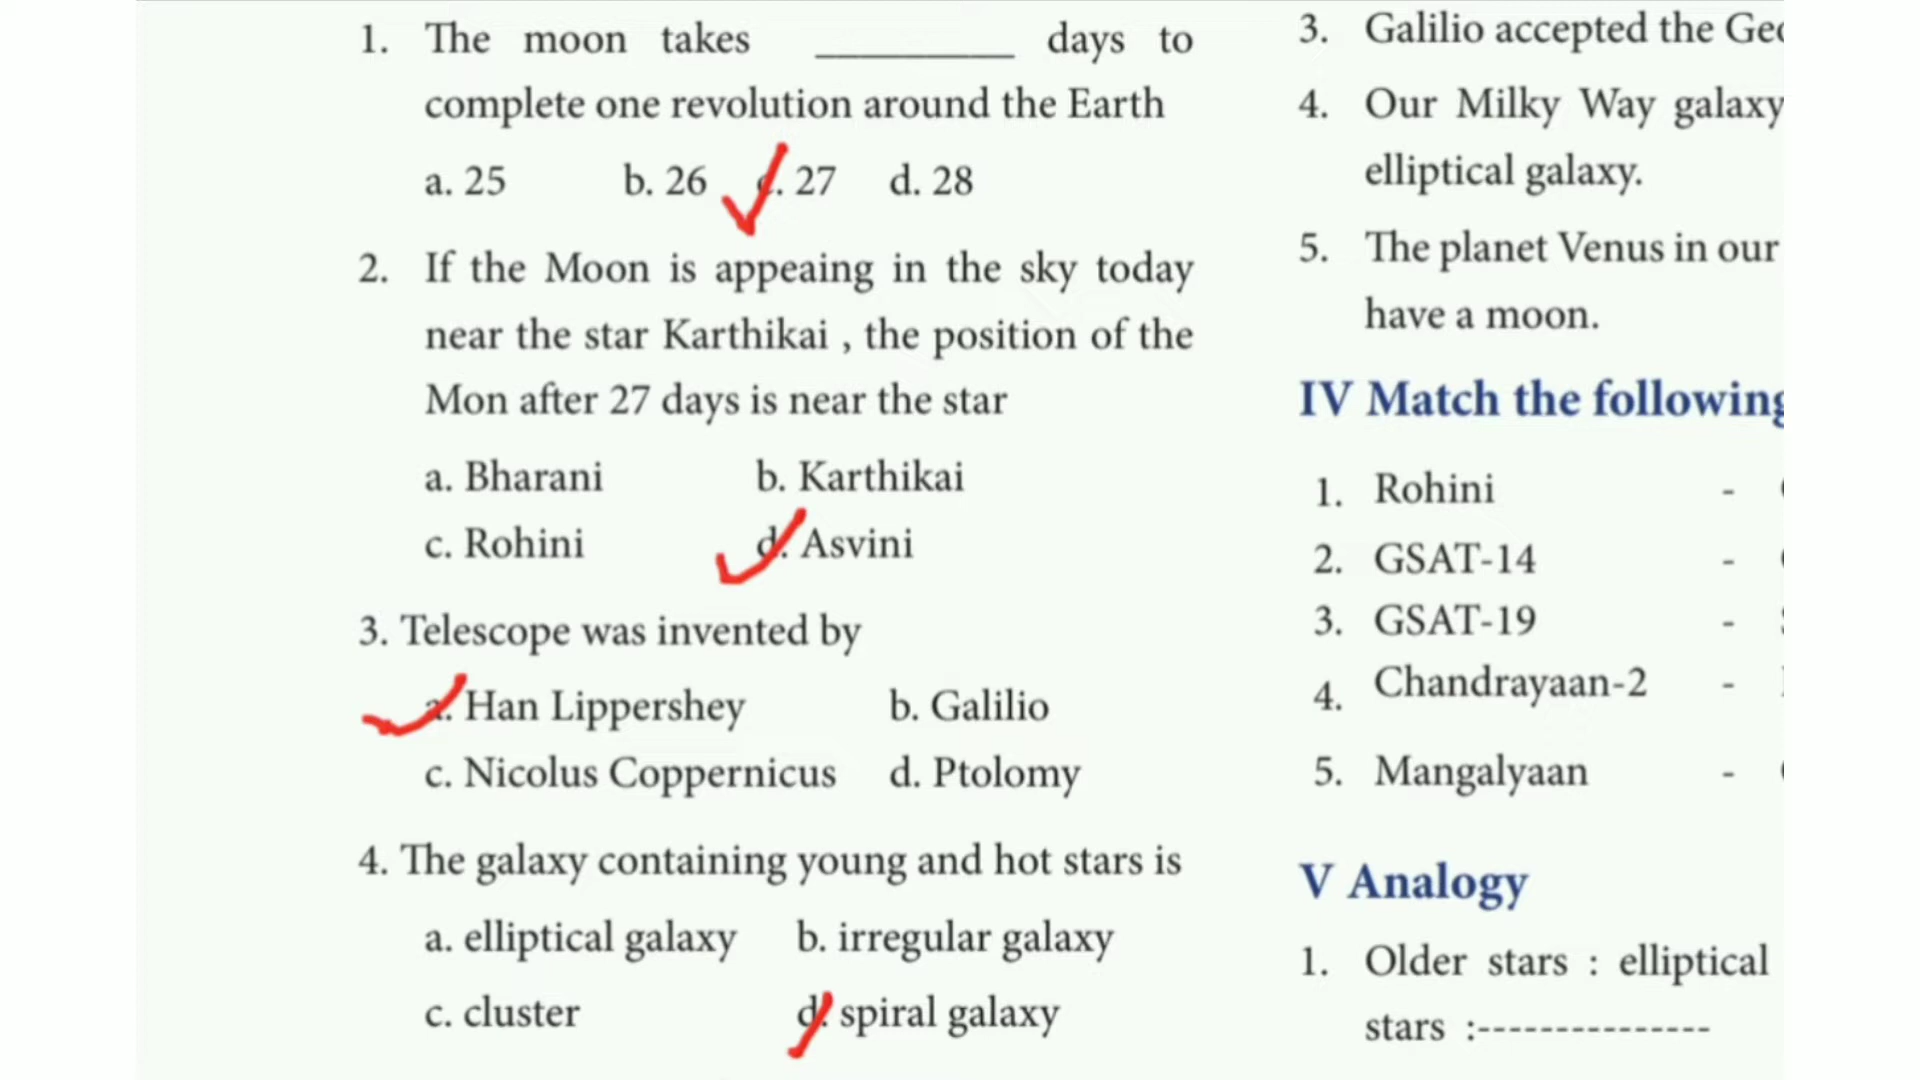 1. The moon takes _________ days to
complete one revolution around the Earth
a. 25 b. 26 c. 27 d. 28
2. If the Moon is appeaing in the sky today
near the star Karthikai , the position of the
Mon after 27 days is near the star
a. Bharani b. Karthikai
c. Rohini d. Asvini
3. Telescope was invented by
a. Han Lippershey b. Galilio
c. Nicolus Coppernicus d. Ptolomy
4. The galaxy containing young and hot stars is
a. elliptical galaxy b. irregular galaxy
c. cluster d. spiral galaxy
3. Galilio accepted the
4. Our Milky Way galaxy
elliptical galaxy.
5. The planet Venus in our
have a moon.
IV Match the following
1. Rohini -
2. GSAT-14 -
3. GSAT-19 -
4. Chandrayaan-2 -
5. Mangalyaan -
V Analogy
1. Older stars : elliptical
stars :---------------